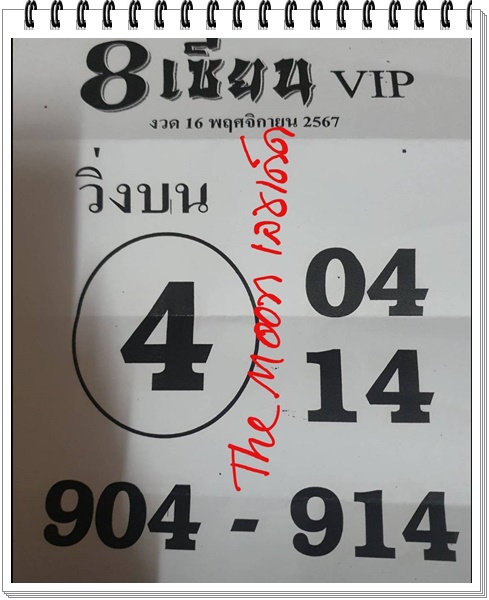 8เซียน VIP
งวด 16 พฤศจิกายน 2567
วิ่งบน
4
04
14
904 - 914
The Moon เลขเด็ด